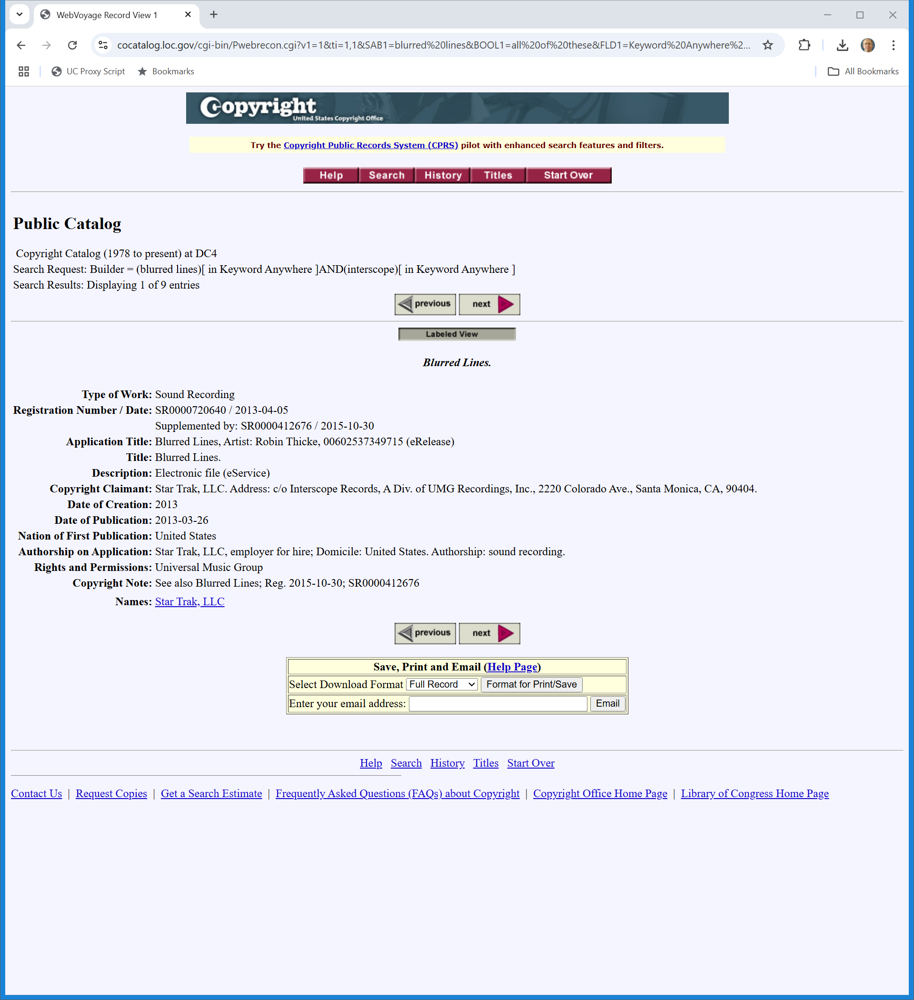 WebVoyage Record View 1
cocatalog.loc.gov/cgi-bin/Pwebrecon.cgi?v1=1&ti=1,1&SAB1=blurred%20lines&BOOL1=all%20of%20these&FLD1=Keyword%20Anywhere%2...
UC Proxy Script Bookmarks All Bookmarks
Copyright
United States Copyright Office
Try the Copyright Public Records System (CPRS) pilot with enhanced search features and filters.
Help Search History Titles Start Over
Public Catalog
Copyright Catalog (1978 to present) at DC4
Search Request: Builder = (blurred lines)[ in Keyword Anywhere ]AND(interscope)[ in Keyword Anywhere ]
Search Results: Displaying 1 of 9 entries
previous next
Labeled View
Blurred Lines.
Type of Work: Sound Recording
Registration Number / Date: SR0000720640 / 2013-04-05
Supplemented by: SR0000412676 / 2015-10-30
Application Title: Blurred Lines, Artist: Robin Thicke, 00602537349715 (eRelease)
Title: Blurred Lines.
Description: Electronic file (eService)
Copyright Claimant: Star Trak, LLC. Address: c/o Interscope Records, A Div. of UMG Recordings, Inc., 2220 Colorado Ave., Santa Monica, CA, 90404.
Date of Creation: 2013
Date of Publication: 2013-03-26
Nation of First Publication: United States
Authorship on Application: Star Trak, LLC, employer for hire; Domicile: United States. Authorship: sound recording.
Rights and Permissions: Universal Music Group
Copyright Note: See also Blurred Lines; Reg. 2015-10-30; SR0000412676
Names: Star Trak, LLC
previous next
Save, Print and Email (Help Page)
Select Download Format Full Record Format for Print/Save
Enter your email address: Email
Help Search History Titles Start Over
Contact Us | Request Copies | Get a Search Estimate | Frequently Asked Questions (FAQs) about Copyright | Copyright Office Home Page | Library of Congress Home Page